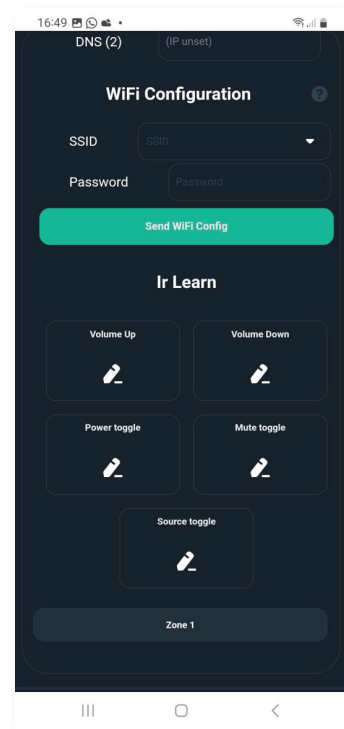 16:49
DNS (2) (IP unset)
WiFi Configuration ?
SSID SSID
Password Password
Send WiFi Config
Ir Learn
Volume Up Volume Down
Power toggle Mute toggle
Source toggle
Zone 1